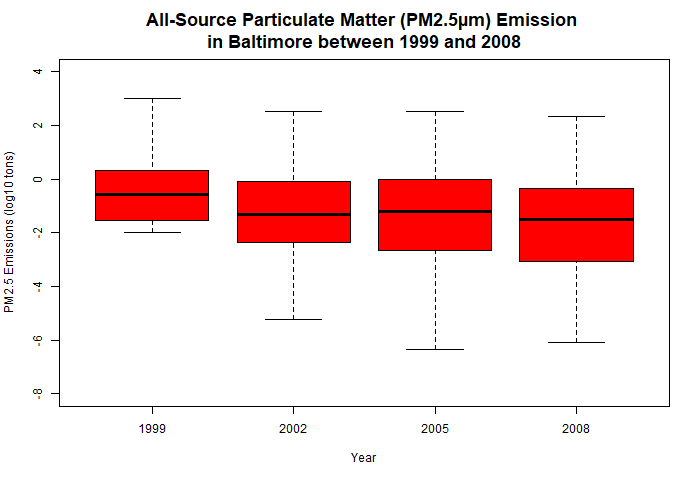 All-Source Particulate Matter (PM2.5µm) Emission
in Baltimore between 1999 and 2008
PM2.5 Emissions (log10 tons)
4
2
0
-2
-4
-6
-8
1999 2002 2005 2008
Year